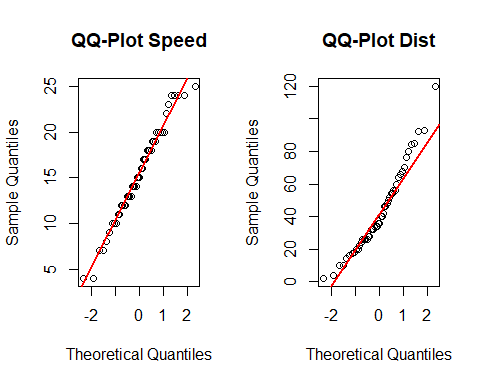 QQ-Plot Speed
Sample Quantiles
5 10 15 20 25
-2 0 1 2
Theoretical Quantiles
QQ-Plot Dist
Sample Quantiles
0 20 40 60 80 120
-2 0 1 2
Theoretical Quantiles